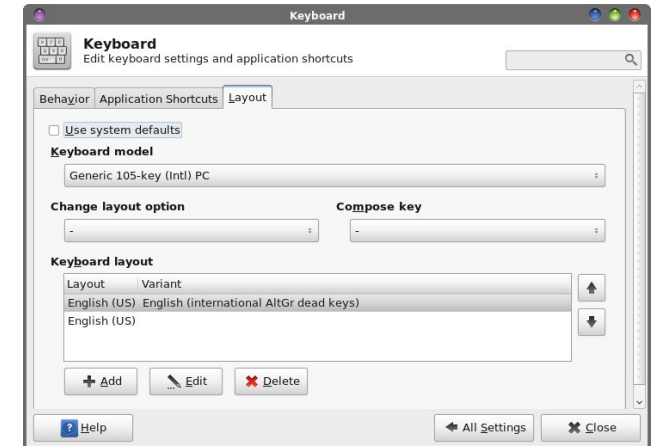 Keyboard
Keyboard
Edit keyboard settings and application shortcuts
Behavior Application Shortcuts Layout
Use system defaults
Keyboard model
Generic 105-key (Intl) PC
Change layout option Compose key
- -
Keyboard layout
Layout Variant
English (US) English (international AltGr dead keys)
English (US)
Add Edit Delete
? Help All Settings Close